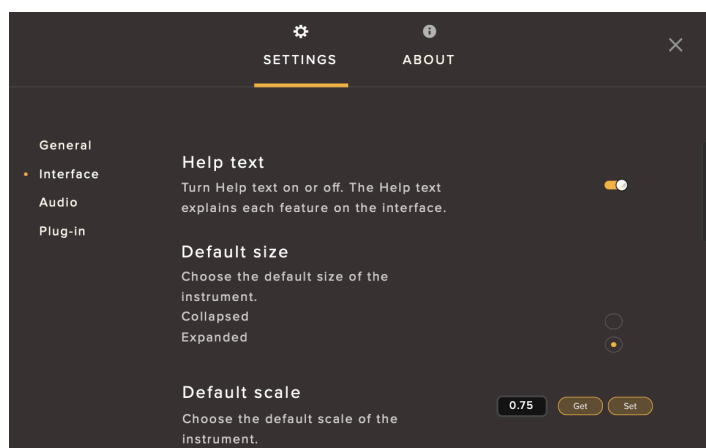 SETTINGS
ABOUT
General
Interface
Audio
Plug-in
Help text
Turn Help text on or off. The Help text
explains each feature on the interface.
Default size
Choose the default size of the
instrument.
Collapsed
Expanded
Default scale
Choose the default scale of the
instrument.
0.75
Get
Set